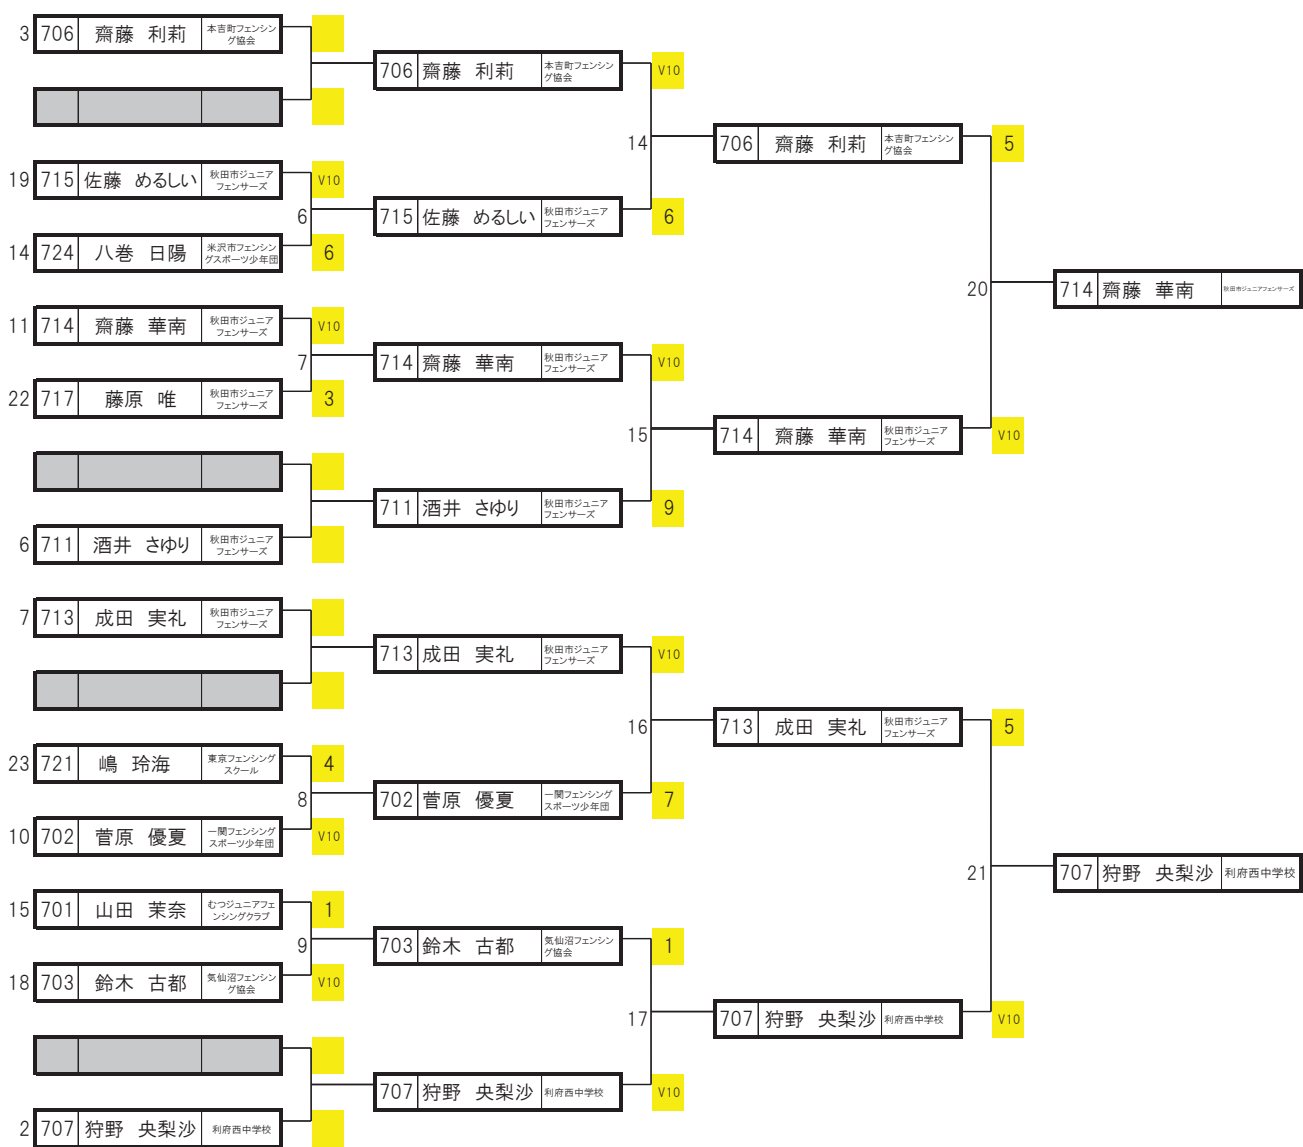 3 706 齋藤 利莉 本吉町フェンシング協会
706 齋藤 利莉 本吉町フェンシング協会 V10
14 706 齋藤 利莉 本吉町フェンシング協会 5
19 715 佐藤 めるしい 秋田市ジュニアフェンサーズ V10
6 715 佐藤 めるしい 秋田市ジュニアフェンサーズ 6
14 724 八巻 日陽 米沢市フェンシングスポーツ少年団 6
20 714 齋藤 華南 秋田市ジュニアフェンサーズ
11 714 齋藤 華南 秋田市ジュニアフェンサーズ V10
7 714 齋藤 華南 秋田市ジュニアフェンサーズ V10
22 717 藤原 唯 秋田市ジュニアフェンサーズ 3
15 714 齋藤 華南 秋田市ジュニアフェンサーズ V10
711 酒井 さゆり 秋田市ジュニアフェンサーズ 9
6 711 酒井 さゆり 秋田市ジュニアフェンサーズ
7 713 成田 実礼 秋田市ジュニアフェンサーズ
713 成田 実礼 秋田市ジュニアフェンサーズ V10
16 713 成田 実礼 秋田市ジュニアフェンサーズ 5
23 721 嶋 玲海 東京フェンシングスクール 4
8 702 菅原 優夏 一関フェンシングスポーツ少年団 7
10 702 菅原 優夏 一関フェンシングスポーツ少年団 V10
21 707 狩野 央梨沙 利府西中学校
15 701 山田 茉奈 むつジュニアフェンシングクラブ 1
9 703 鈴木 古都 気仙沼フェンシング協会 1
18 703 鈴木 古都 気仙沼フェンシング協会 V10
17 707 狩野 央梨沙 利府西中学校 V10
707 狩野 央梨沙 利府西中学校 V10
2 707 狩野 央梨沙 利府西中学校